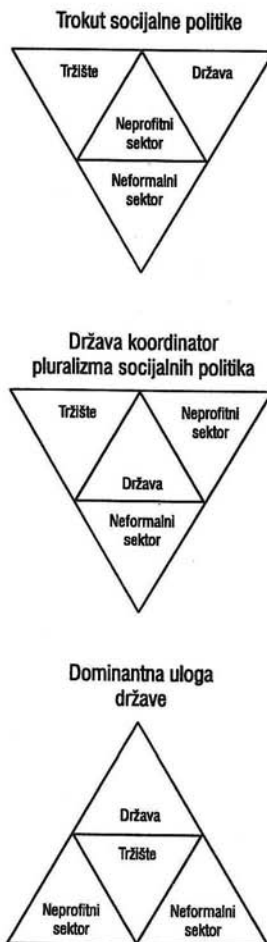 Trokut socijalne politike
Tržište
Država
Neprofitni
sektor
Neformalni
sektor
Država koordinator
pluralizma socijalnih politika
Tržište
Neprofitni
sektor
Država
Neformalni
sektor
Dominantna uloga
države
Država
Tržište
Neprofitni
sektor
Neformalni
sektor